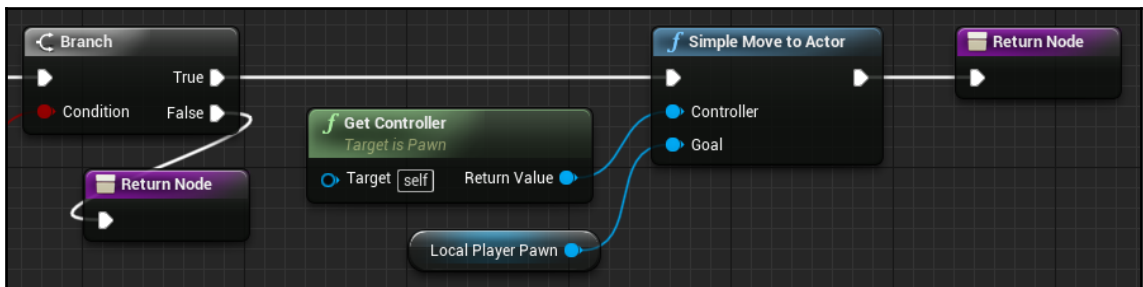 Branch
True
Condition
False
Return Node
f Get Controller
Target is Pawn
Target self
Return Value
Local Player Pawn
f Simple Move to Actor
Controller
Goal
Return Node